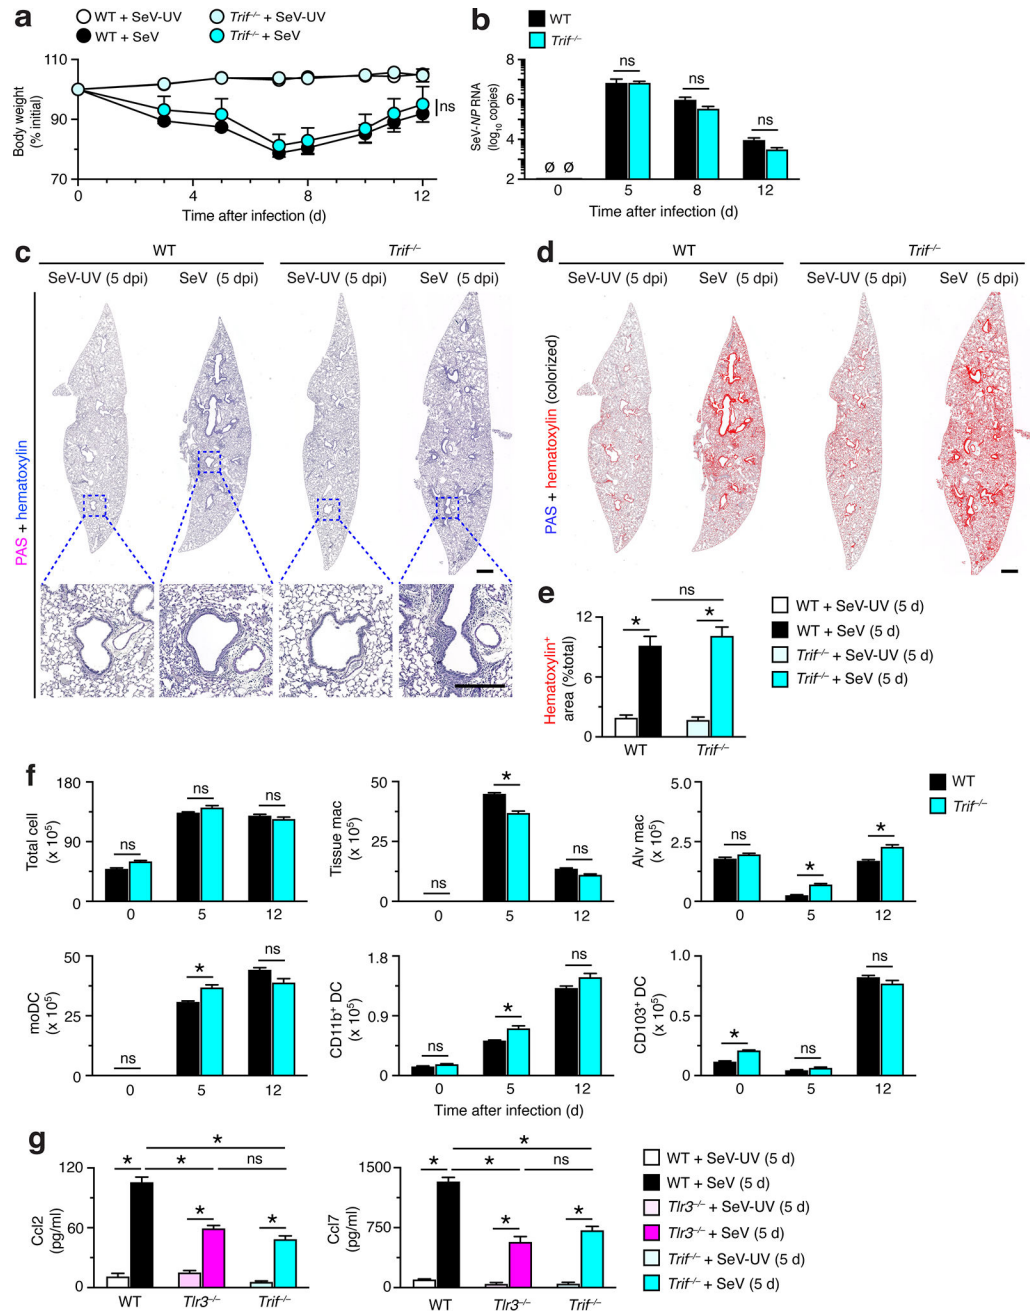 a
WT + SeV-UV
Trif–/– + SeV-UV
WT + SeV
Trif–/– + SeV
Body weight
(% initial)
110
90
70
ns
0
4
8
12
Time after infection (d)
b
WT
Trif–/–
SeV-NP RNA
(log10 copies)
8
6
4
2
Ø Ø
ns
ns
ns
0
5
8
12
Time after infection (d)
c
WT
Trif–/–
SeV-UV (5 dpi)
SeV (5 dpi)
SeV-UV (5 dpi)
SeV (5 dpi)
PAS + hematoxylin
d
WT
Trif–/–
SeV-UV (5 dpi)
SeV (5 dpi)
SeV-UV (5 dpi)
SeV (5 dpi)
PAS + hematoxylin (colorized)
e
Hematoxylin+
area (%total)
12
6
0
ns
*
*
WT
Trif–/–
WT + SeV-UV (5 d)
WT + SeV (5 d)
Trif–/– + SeV-UV (5 d)
Trif–/– + SeV (5 d)
f
WT
Trif–/–
Total cell
(x 10^5)
180
90
0
ns
ns
ns
0
5
12
Tissue mac
(x 10^5)
50
25
0
ns
*
ns
0
5
12
Alv mac
(x 10^5)
5.0
2.5
0
ns
*
*
0
5
12
moDC
(x 10^5)
50
25
0
ns
*
ns
0
5
12
CD11b+ DC
(x 10^5)
1.8
0.9
0
ns
*
ns
0
5
12
Time after infection (d)
CD103+ DC
(x 10^5)
1.0
0.5
0
*
ns
ns
0
5
12
g
Ccl2
(pg/ml)
120
60
0
*
*
*
ns
*
*
WT
Tlr3–/–
Trif–/–
Ccl7
(pg/ml)
1500
750
0
*
*
*
ns
*
*
WT
Tlr3–/–
Trif–/–
WT + SeV-UV (5 d)
WT + SeV (5 d)
Tlr3–/– + SeV-UV (5 d)
Tlr3–/– + SeV (5 d)
Trif–/– + SeV-UV (5 d)
Trif–/– + SeV (5 d)